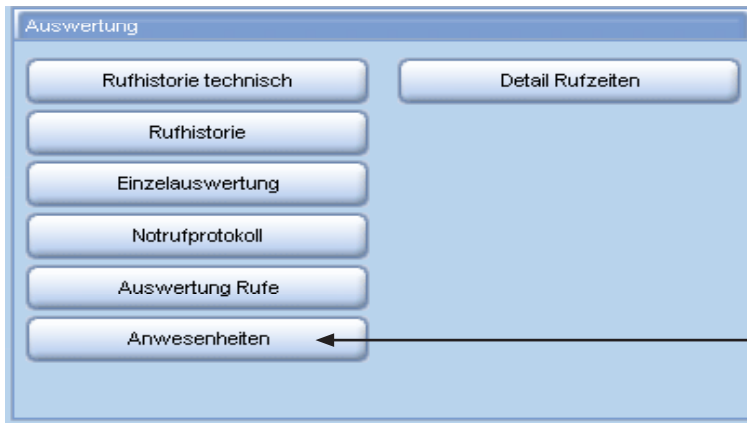 Auswertung
Rufhistorie technisch
Detail Rufzeiten
Rufhistorie
Einzelauswertung
Notrufprotokoll
Auswertung Rufe
Anwesenheiten